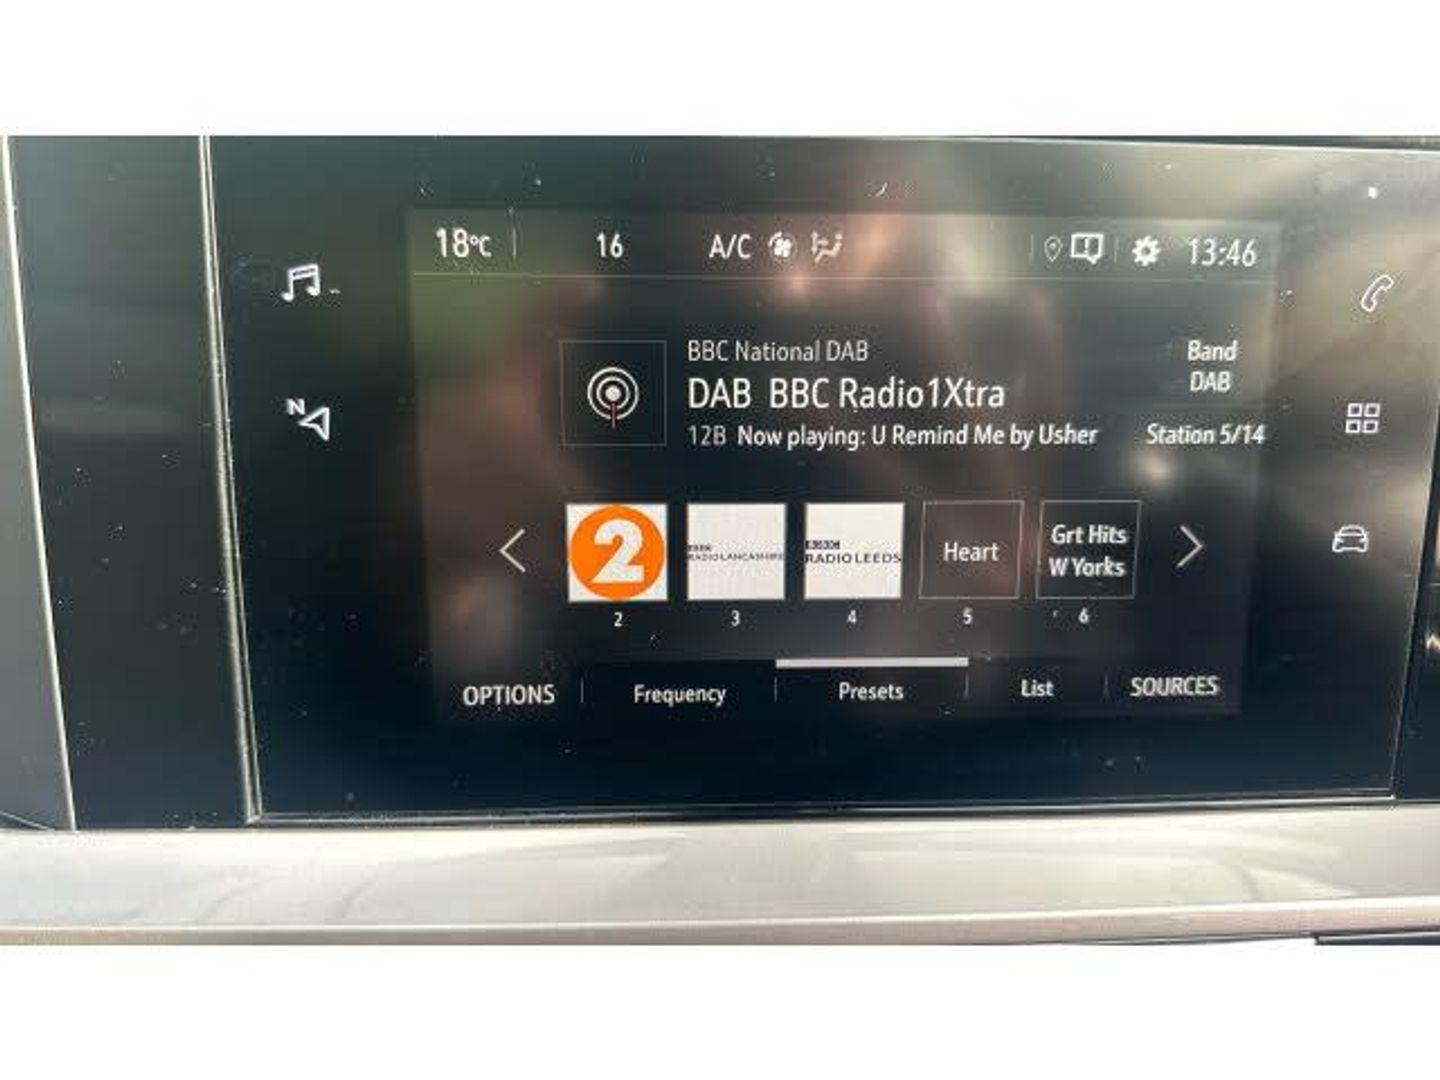 18°C 16 A/C 13:46
N
BBC National DAB
DAB BBC Radio1Xtra
12B Now playing: U Remind Me by Usher
Band
DAB
Station 5/14
2
BBC
RADIO LANCASHIRE
BBC
RADIO LEEDS
Heart
Grt Hits
W Yorks
2 3 4 5 6
OPTIONS Frequency Presets List SOURCES